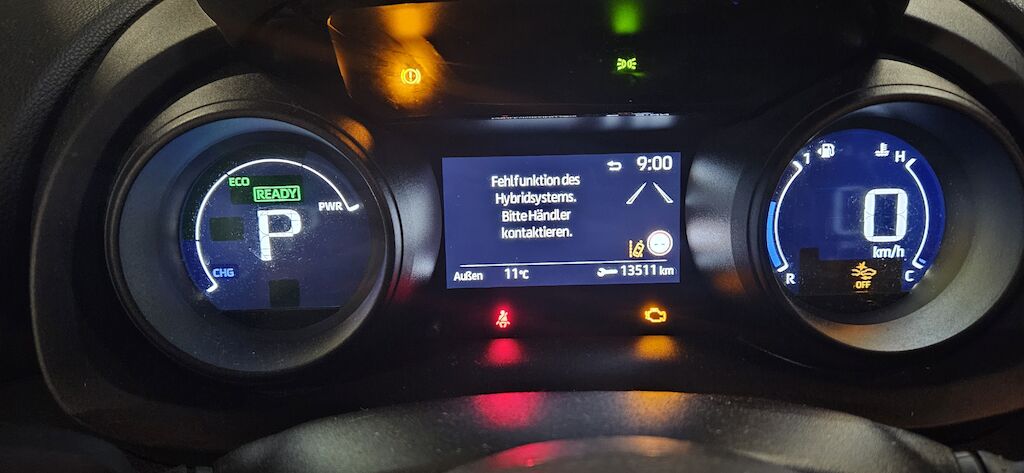 9:00
Fehlfunktion des
Hybridsystems.
Bitte Händler
kontaktieren.
Außen 11°C 13511 km
ECO
READY
P
PWR
CHG
1
H
0
km/h
R
OFF
C